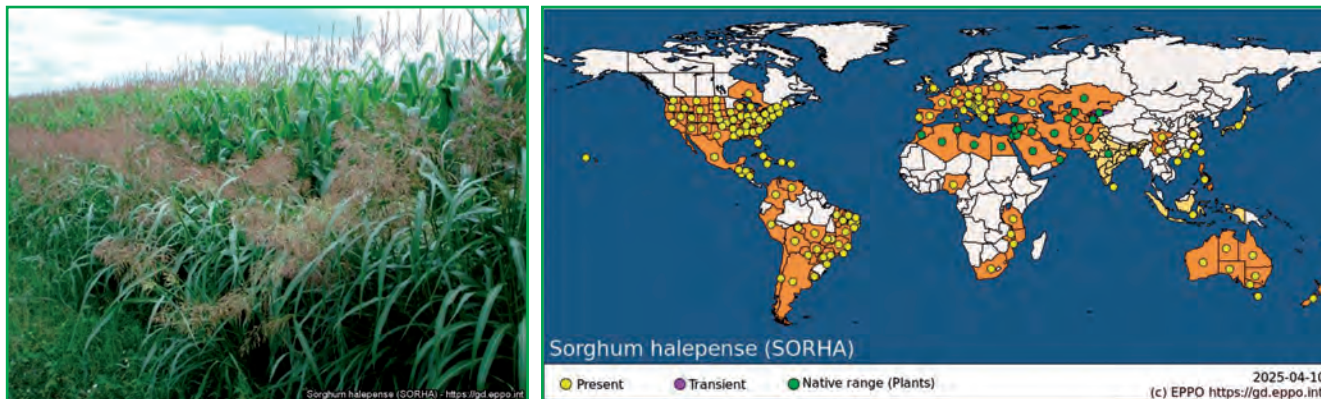 Sorghum halepense (SORHA) - https://gd.eppo.int
Sorghum halepense (SORHA)
Present
Transient
Native range (Plants)
2025-04-10
(c) EPPO https://gd.eppo.int